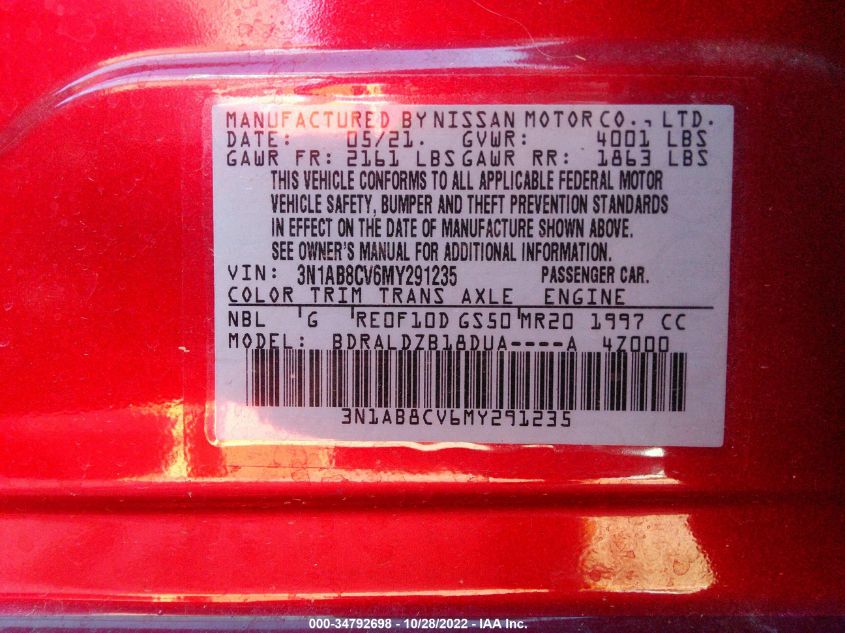 MANUFACTURED BY NISSAN MOTOR CO., LTD.
DATE: 05/21. GVWR: 4001 LBS
GAWR FR: 2161 LBS GAWR RR: 1863 LBS
THIS VEHICLE CONFORMS TO ALL APPLICABLE FEDERAL MOTOR
VEHICLE SAFETY, BUMPER AND THEFT PREVENTION STANDARDS
IN EFFECT ON THE DATE OF MANUFACTURE SHOWN ABOVE.
SEE OWNER'S MANUAL FOR ADDITIONAL INFORMATION.
VIN: 3N1AB8CV6MY291235 PASSENGER CAR.
COLOR TRIM TRANS AXLE ENGINE
NBL G RE0F10D GS50 MR20 1997 CC
MODEL: BDRALDZB18DUA----A 4Z000
3N1AB8CV6MY291235
000-34792698 - 10/28/2022 - IAA Inc.